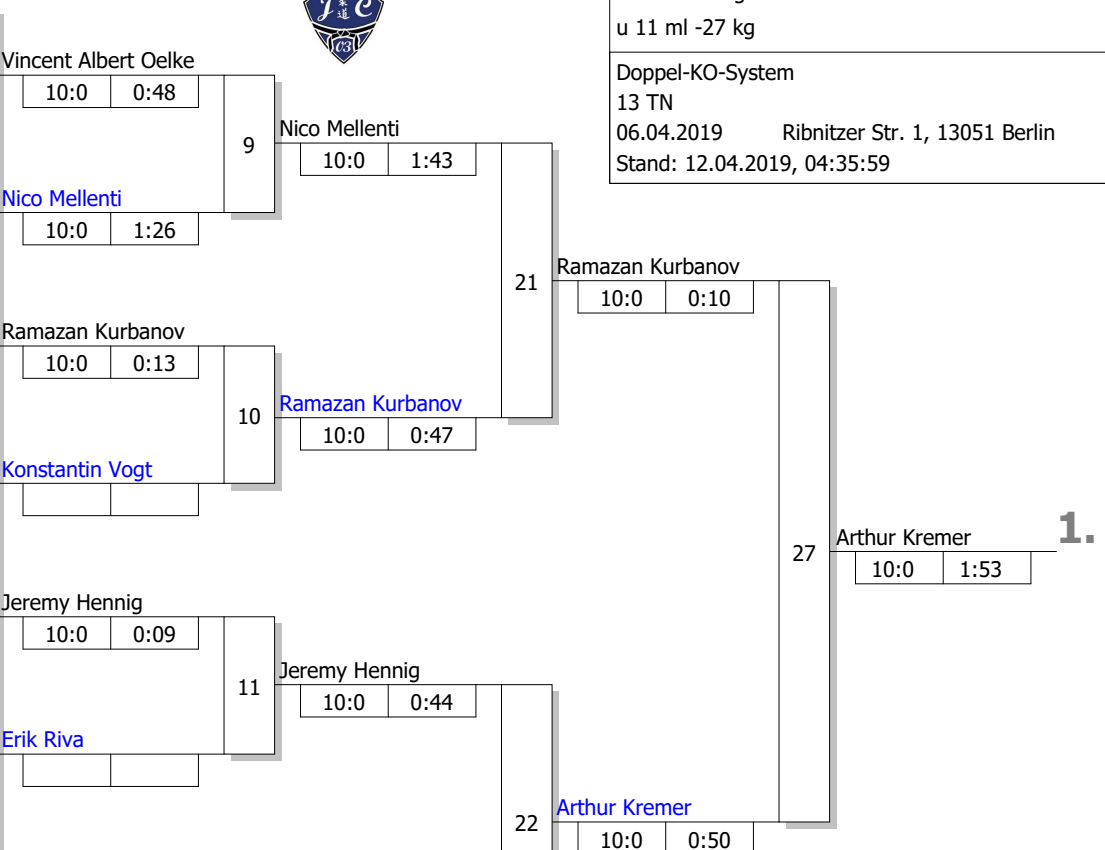 J 柔道 C
03
u 11 ml -27 kg
Doppel-KO-System
13 TN
06.04.2019 Ribnitzer Str. 1, 13051 Berlin
Stand: 12.04.2019, 04:35:59
Vincent Albert Oelke
10:0 0:48
9
Nico Mellenti
10:0 1:43
Nico Mellenti
10:0 1:26
21
Ramazan Kurbanov
10:0 0:10
Ramazan Kurbanov
10:0 0:13
10
Ramazan Kurbanov
10:0 0:47
Konstantin Vogt
27
Arthur Kremer
10:0 1:53
1.
Jeremy Hennig
10:0 0:09
11
Jeremy Hennig
10:0 0:44
Erik Riva
22
Arthur Kremer
10:0 0:50